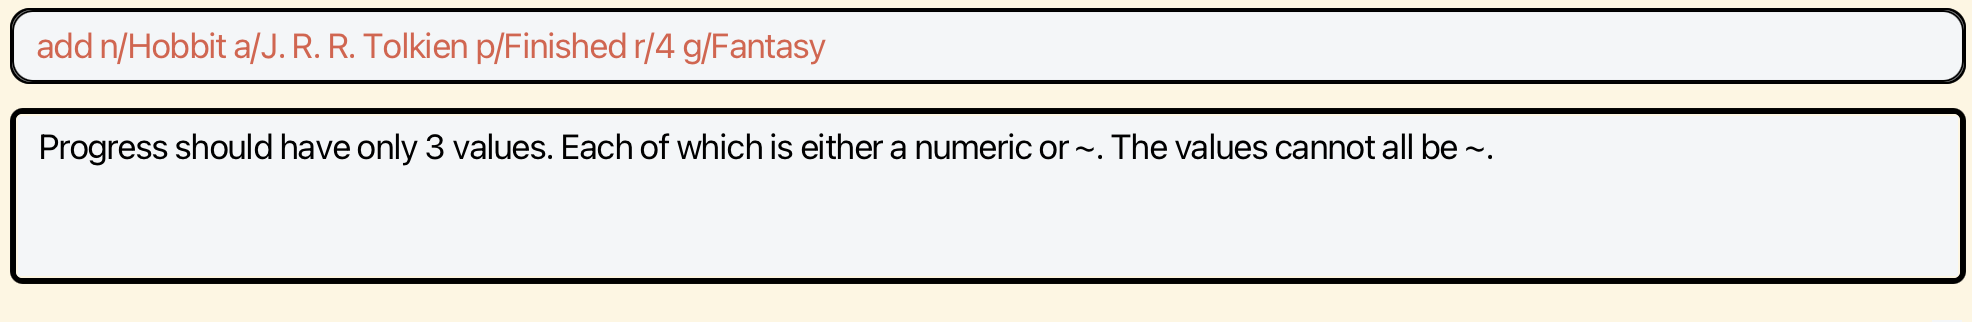 add n/Hobbit a/J. R. R. Tolkien p/Finished r/4 g/Fantasy
Progress should have only 3 values. Each of which is either a numeric or ~. The values cannot all be ~.